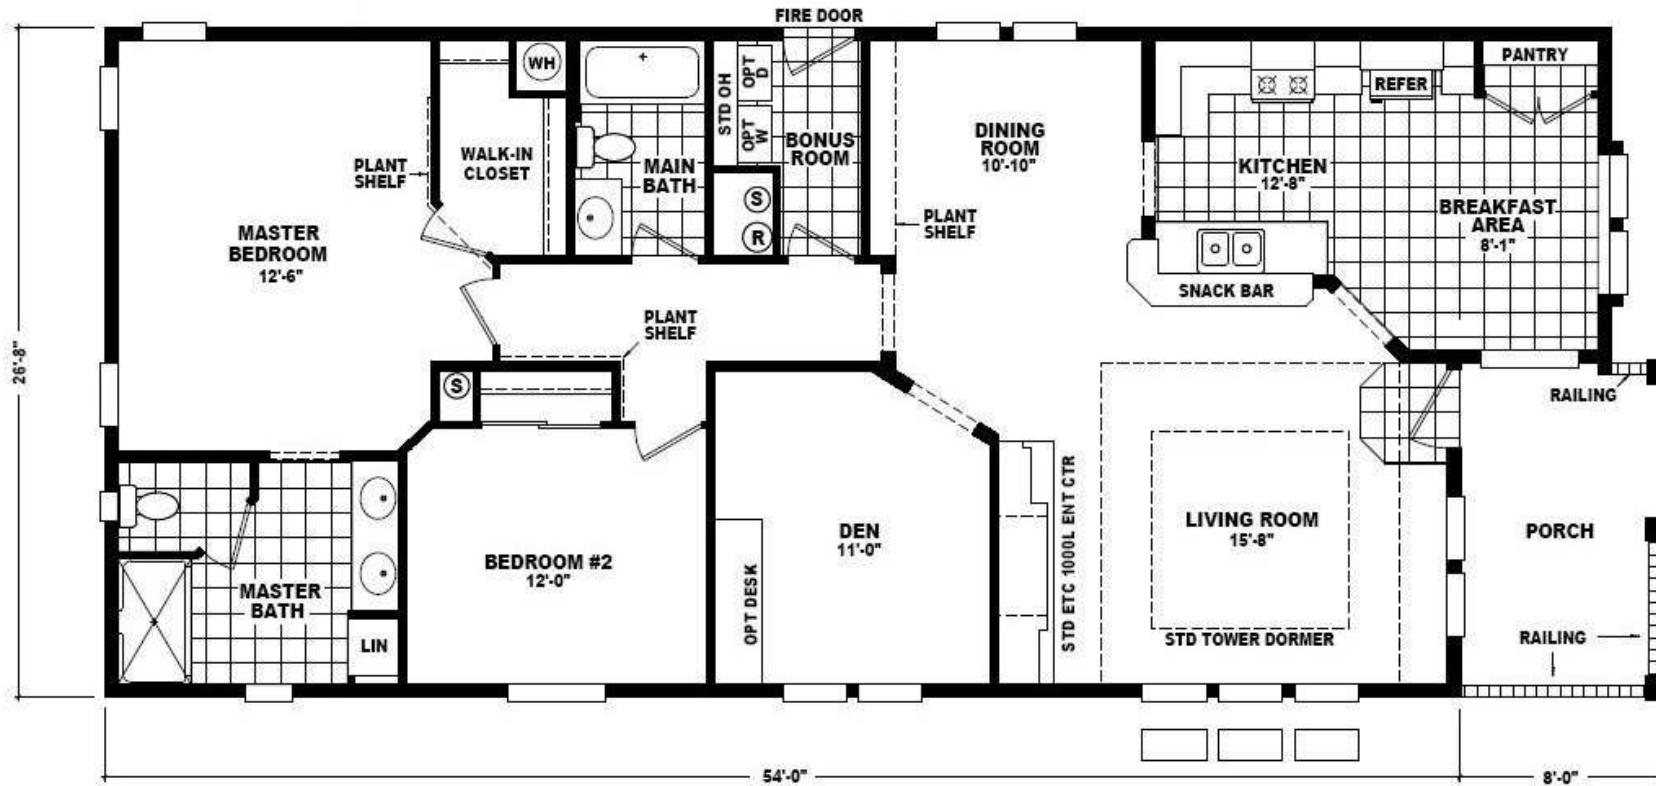 FIRE DOOR
WH
STD OH
OPT D
OPT W
PANTRY
REFER
PLANT
SHELF
WALK-IN
CLOSET
MAIN
BATH
BONUS
ROOM
S
R
DINING
ROOM
10'-10"
KITCHEN
12'-8"
BREAKFAST
AREA
8'-1"
MASTER
BEDROOM
12'-6"
PLANT
SHELF
SNACK BAR
PLANT
SHELF
26'-8"
S
RAILING
MASTER
BATH
LIN
BEDROOM #2
12'-0"
OPT DESK
DEN
11'-0"
STD ETC 1000L ENT CTR
LIVING ROOM
15'-8"
STD TOWER DORMER
PORCH
RAILING
54'-0"
8'-0"